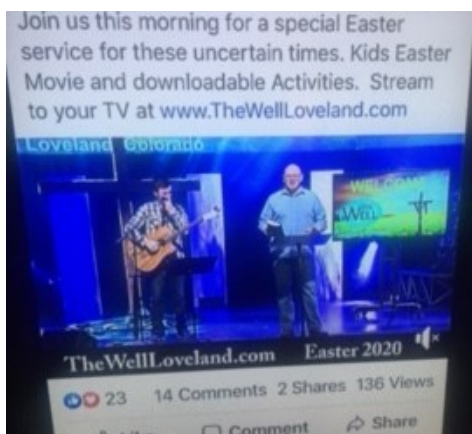 Join us this morning for a special Easter
service for these uncertain times. Kids Easter
Movie and downloadable Activities. Stream
to your TV at www.TheWellLoveland.com
Loveland Colorado
WELCOME
WELL
TheWellLoveland.com Easter 2020
23 14 Comments 2 Shares 136 Views
Comment Share